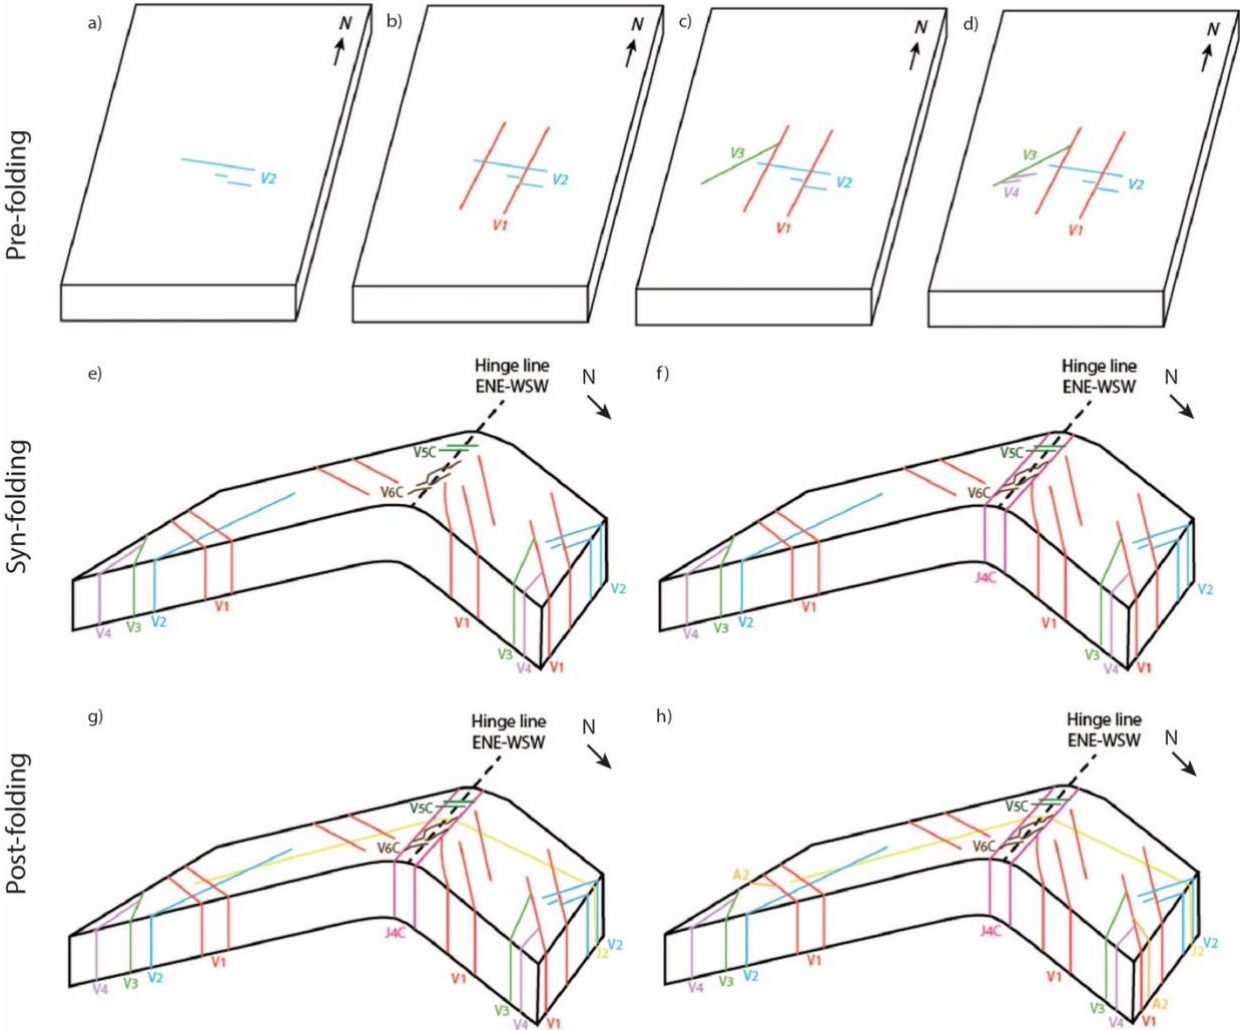 Pre-folding
a)
N
V2
b)
N
V2
V1
c)
N
V3
V2
V1
d)
N
V3
V4
V2
V1
Syn-folding
e)
Hinge line
ENE-WSW
N
V5C
V6C
V4
V3
V2
V1
V1
V3
V4
V1
V2
f)
Hinge line
ENE-WSW
N
V5C
V6C
J4C
V4
V3
V2
V1
V1
V3
V4
V1
V2
Post-folding
g)
Hinge line
ENE-WSW
N
V5C
V6C
J4C
V4
V3
V2
V1
V1
V3
V4
V1
V2
J2
h)
Hinge line
ENE-WSW
N
V5C
V6C
A2
J4C
V4
V3
V2
V1
V1
V3
V4
V1
A2
V2
J2